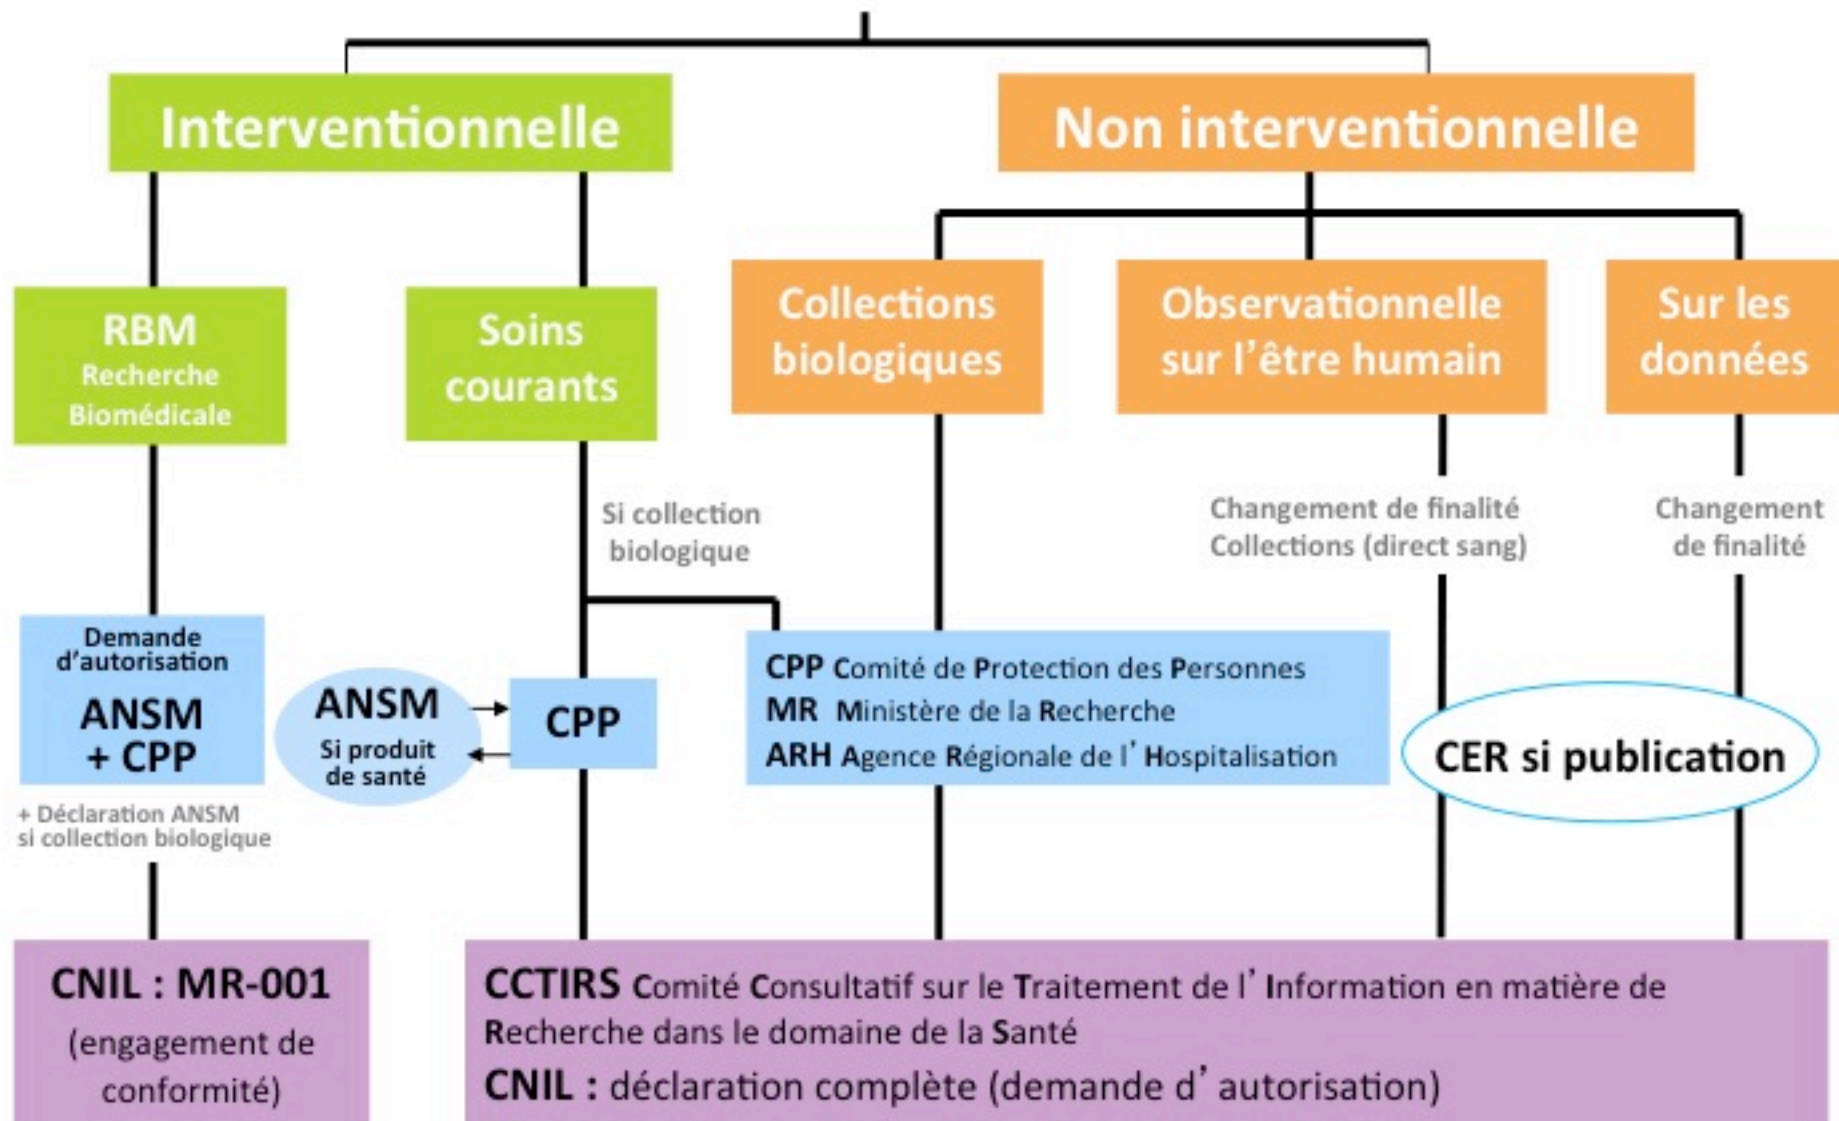 Interventionnelle
Non interventionnelle
RBM
Recherche
Biomédicale
Soins
courants
Collections
biologiques
Observationnelle
sur l'être humain
Sur les
données
Si collection
biologique
Changement de finalité
Collections (direct sang)
Changement
de finalité
Demande
d'autorisation
ANSM
+ CPP
+ Déclaration ANSM
si collection biologique
ANSM
Si produit
de santé
CPP
CPP Comité de Protection des Personnes
MR Ministère de la Recherche
ARH Agence Régionale de l' Hospitalisation
CER si publication
CNIL : MR-001
(engagement de
conformité)
CCTIRS Comité Consultatif sur le Traitement de l' Information en matière de
Recherche dans le domaine de la Santé
CNIL : déclaration complète (demande d' autorisation)